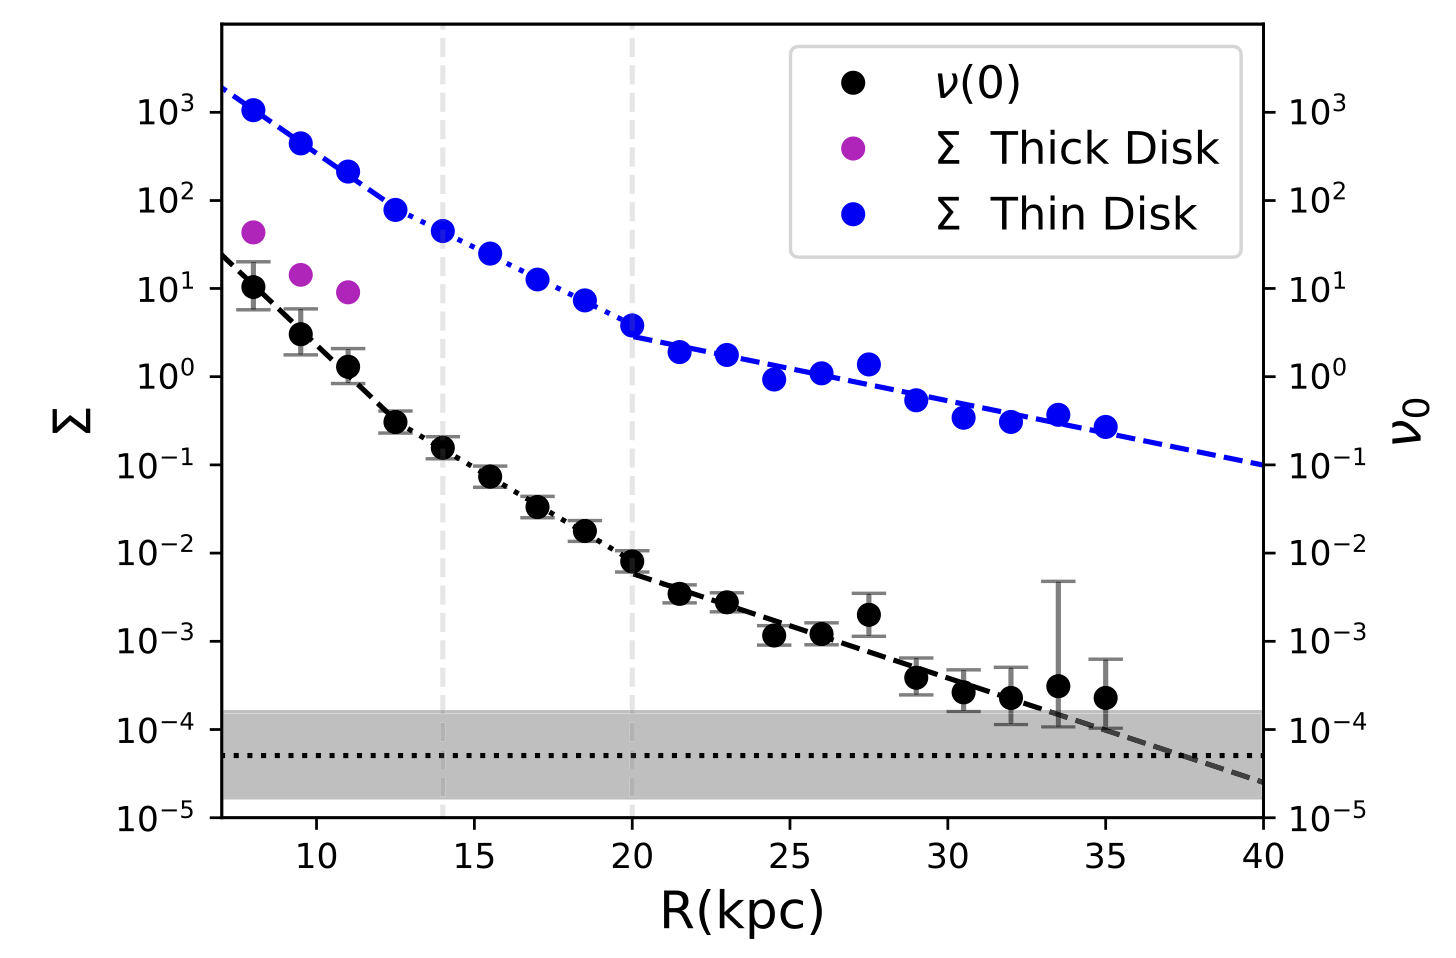 ν(0)
Σ Thick Disk
Σ Thin Disk
10³
10²
10¹
10⁰
10⁻¹
10⁻²
10⁻³
10⁻⁴
10⁻⁵
Σ
10³
10²
10¹
10⁰
10⁻¹
10⁻²
10⁻³
10⁻⁴
10⁻⁵
ν₀
10 15 20 25 30 35 40
R(kpc)